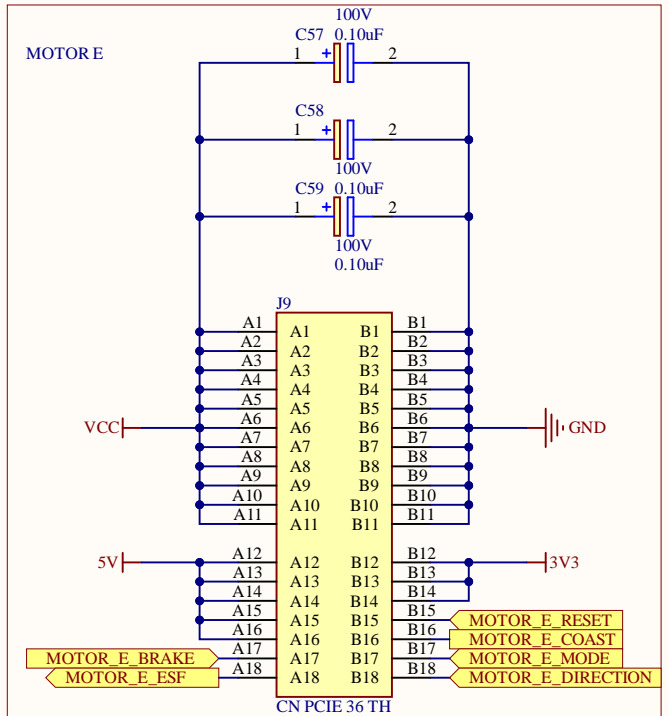 100V
C57 0.10uF
MOTOR E
1 + 2
C58
1 + 2
100V
C59 0.10uF
1 + 2
100V
0.10uF
J9
A1 A1 B1 B1
A2 A2 B2 B2
A3 A3 B3 B3
A4 A4 B4 B4
A5 A5 B5 B5
VCC A6 A6 B6 B6 GND
A7 A7 B7 B7
A8 A8 B8 B8
A9 A9 B9 B9
A10 A10 B10 B10
A11 A11 B11 B11
5V A12 A12 B12 B12 3V3
A13 A13 B13 B13
A14 A14 B14 B14
A15 A15 B15 B15 MOTOR_E_RESET
A16 A16 B16 B16 MOTOR_E_COAST
MOTOR_E_BRAKE A17 A17 B17 B17 MOTOR_E_MODE
MOTOR_E_ESF A18 A18 B18 B18 MOTOR_E_DIRECTION
CN PCIE 36 TH